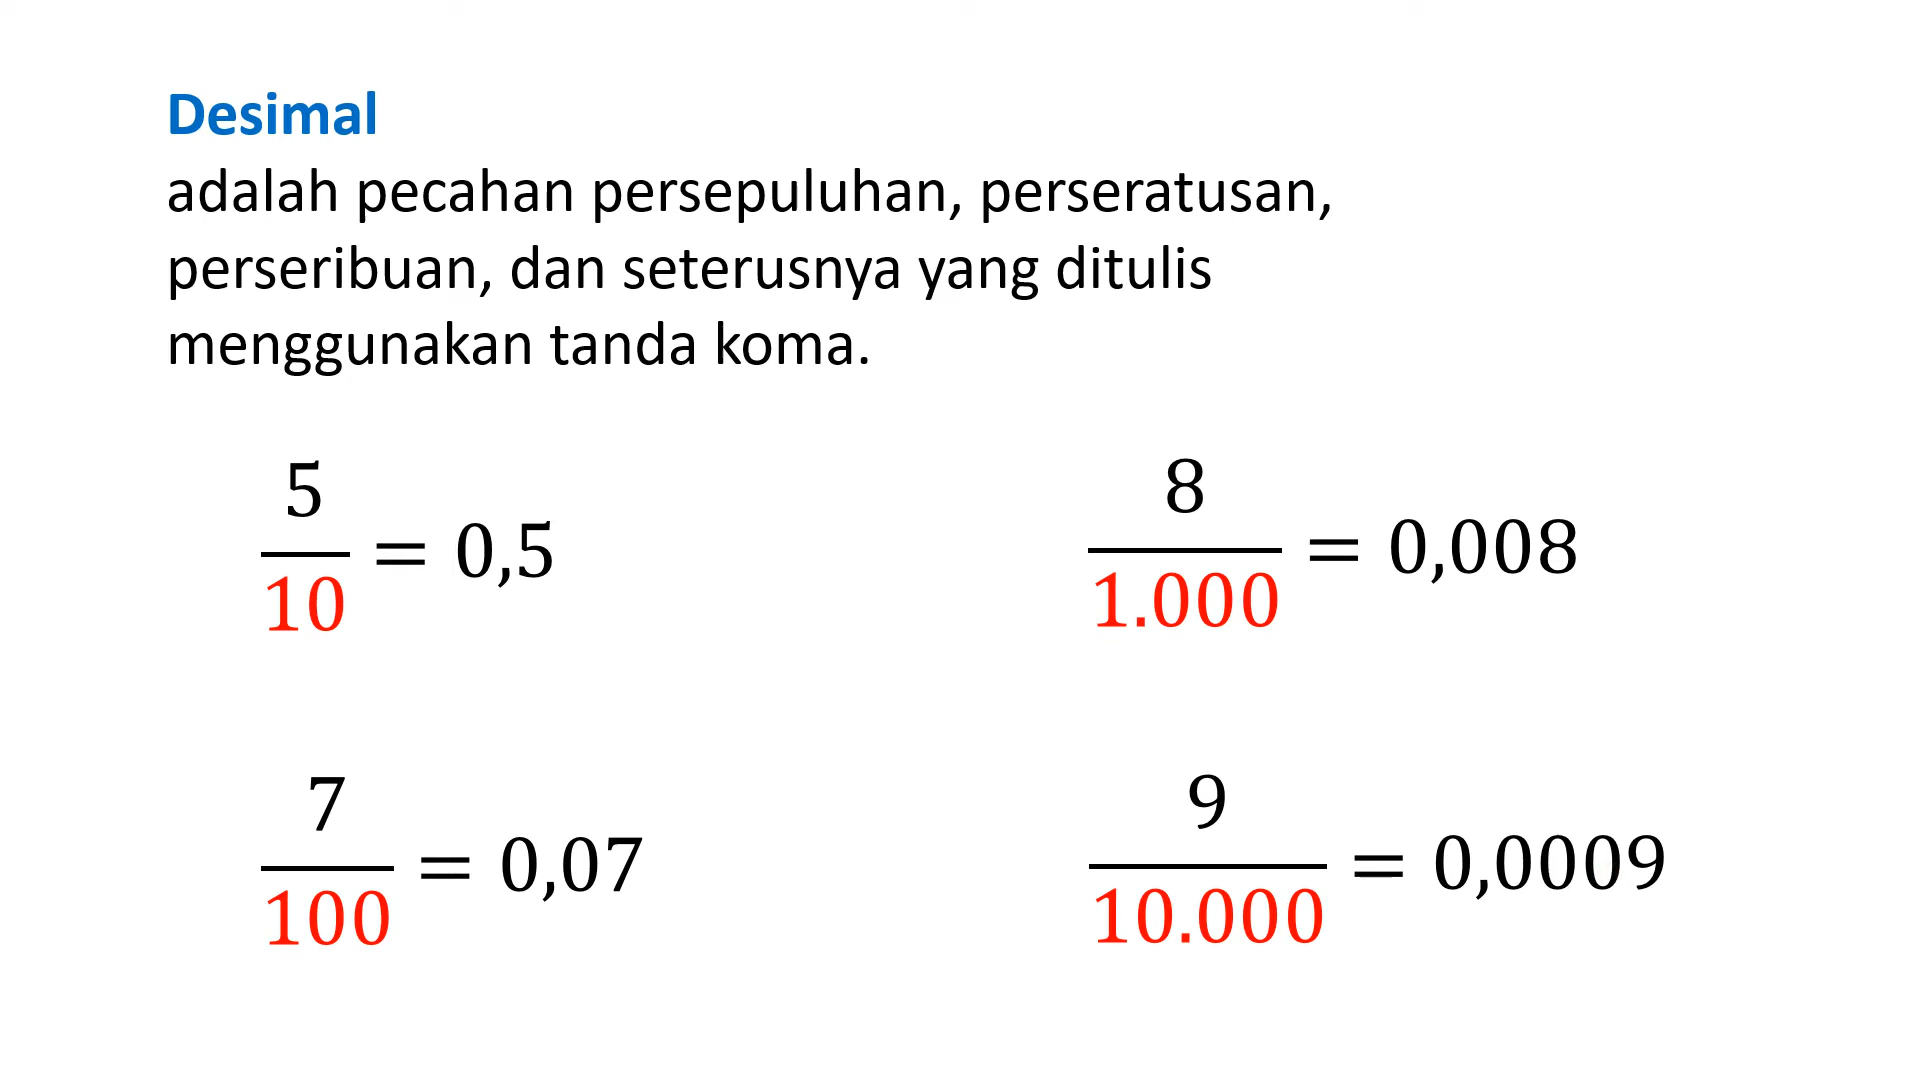 Desimal
adalah pecahan persepuluhan, perseratusan,
perseribuan, dan seterusnya yang ditulis
menggunakan tanda koma.
5/10 = 0,5
8/1.000 = 0,008
7/100 = 0,07
9/10.000 = 0,0009